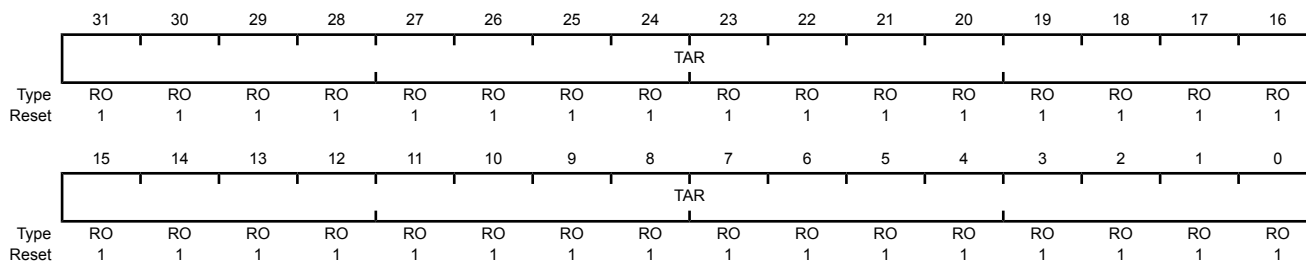 31 30 29 28 27 26 25 24 23 22 21 20 19 18 17 16
TAR
Type RO RO RO RO RO RO RO RO RO RO RO RO RO RO RO RO
Reset 1 1 1 1 1 1 1 1 1 1 1 1 1 1 1 1
15 14 13 12 11 10 9 8 7 6 5 4 3 2 1 0
TAR
Type RO RO RO RO RO RO RO RO RO RO RO RO RO RO RO RO
Reset 1 1 1 1 1 1 1 1 1 1 1 1 1 1 1 1